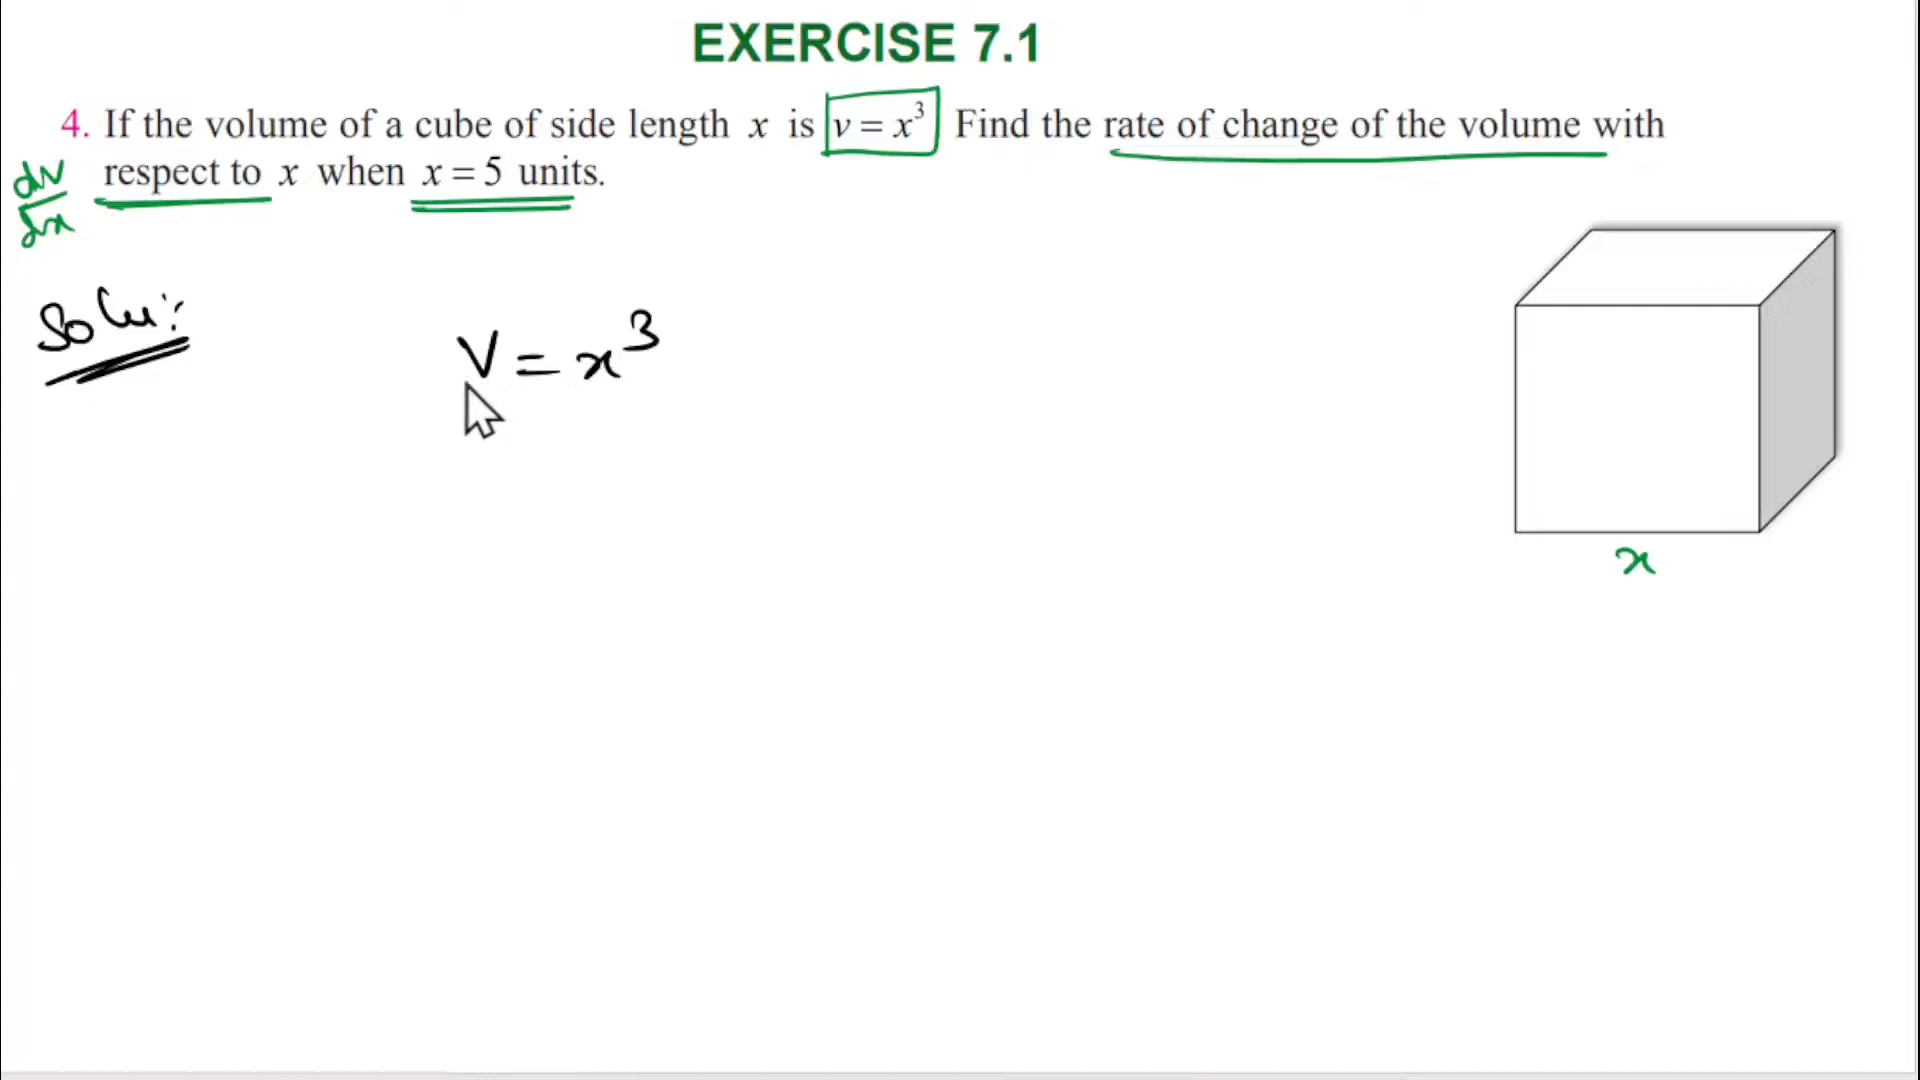 EXERCISE 7.1
4. If the volume of a cube of side length x is v = x³ Find the rate of change of the volume with
respect to x when x = 5 units.
dv
dx
Solu:
V = x³
x